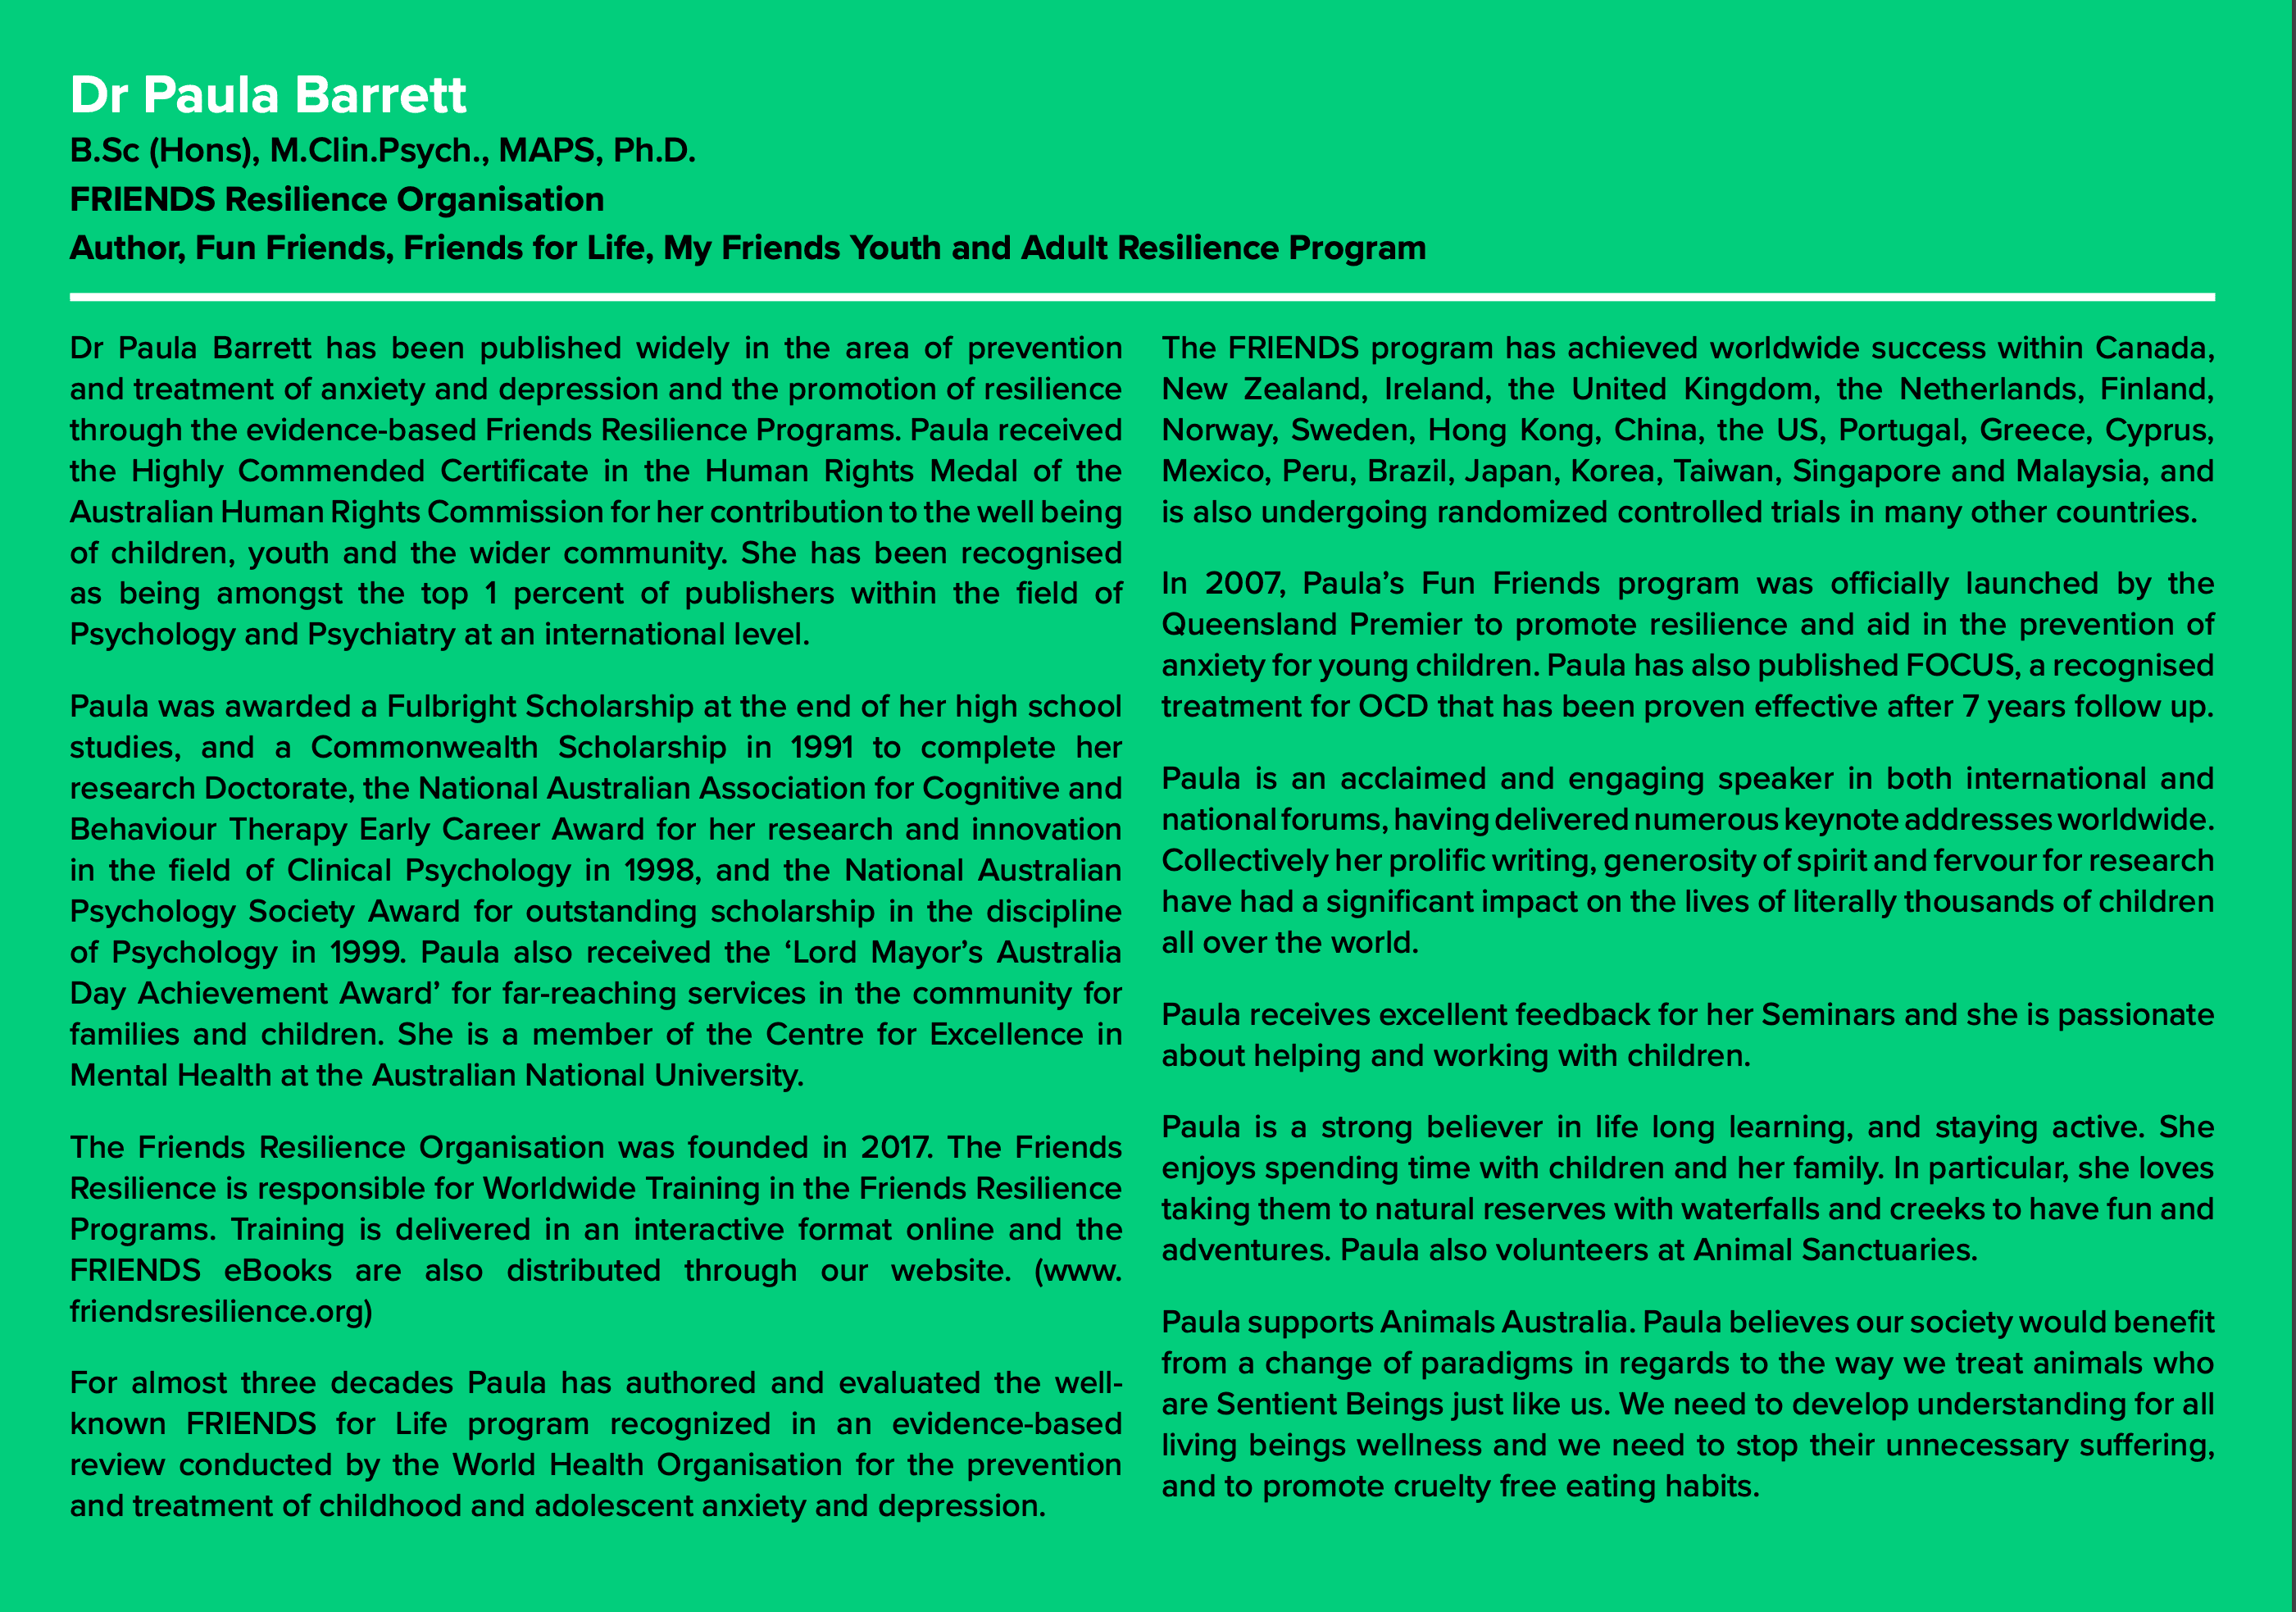 Dr Paula Barrett
B.Sc (Hons), M.Clin.Psych., MAPS, Ph.D.
FRIENDS Resilience Organisation
Author, Fun Friends, Friends for Life, My Friends Youth and Adult Resilience Program
Dr Paula Barrett has been published widely in the area of prevention
and treatment of anxiety and depression and the promotion of resilience
through the evidence-based Friends Resilience Programs. Paula received
the Highly Commended Certificate in the Human Rights Medal of the
Australian Human Rights Commission for her contribution to the well being
of children, youth and the wider community. She has been recognised
as being amongst the top 1 percent of publishers within the field of
Psychology and Psychiatry at an international level.
Paula was awarded a Fulbright Scholarship at the end of her high school
studies, and a Commonwealth Scholarship in 1991 to complete her
research Doctorate, the National Australian Association for Cognitive and
Behaviour Therapy Early Career Award for her research and innovation
in the field of Clinical Psychology in 1998, and the National Australian
Psychology Society Award for outstanding scholarship in the discipline
of Psychology in 1999. Paula also received the ‘Lord Mayor’s Australia
Day Achievement Award’ for far-reaching services in the community for
families and children. She is a member of the Centre for Excellence in
Mental Health at the Australian National University.
The Friends Resilience Organisation was founded in 2017. The Friends
Resilience is responsible for Worldwide Training in the Friends Resilience
Programs. Training is delivered in an interactive format online and the
FRIENDS eBooks are also distributed through our website. (www.
friendsresilience.org)
For almost three decades Paula has authored and evaluated the well-
known FRIENDS for Life program recognized in an evidence-based
review conducted by the World Health Organisation for the prevention
and treatment of childhood and adolescent anxiety and depression.
The FRIENDS program has achieved worldwide success within Canada,
New Zealand, Ireland, the United Kingdom, the Netherlands, Finland,
Norway, Sweden, Hong Kong, China, the US, Portugal, Greece, Cyprus,
Mexico, Peru, Brazil, Japan, Korea, Taiwan, Singapore and Malaysia, and
is also undergoing randomized controlled trials in many other countries.
In 2007, Paula’s Fun Friends program was officially launched by the
Queensland Premier to promote resilience and aid in the prevention of
anxiety for young children. Paula has also published FOCUS, a recognised
treatment for OCD that has been proven effective after 7 years follow up.
Paula is an acclaimed and engaging speaker in both international and
national forums, having delivered numerous keynote addresses worldwide.
Collectively her prolific writing, generosity of spirit and fervour for research
have had a significant impact on the lives of literally thousands of children
all over the world.
Paula receives excellent feedback for her Seminars and she is passionate
about helping and working with children.
Paula is a strong believer in life long learning, and staying active. She
enjoys spending time with children and her family. In particular, she loves
taking them to natural reserves with waterfalls and creeks to have fun and
adventures. Paula also volunteers at Animal Sanctuaries.
Paula supports Animals Australia. Paula believes our society would benefit
from a change of paradigms in regards to the way we treat animals who
are Sentient Beings just like us. We need to develop understanding for all
living beings wellness and we need to stop their unnecessary suffering,
and to promote cruelty free eating habits.